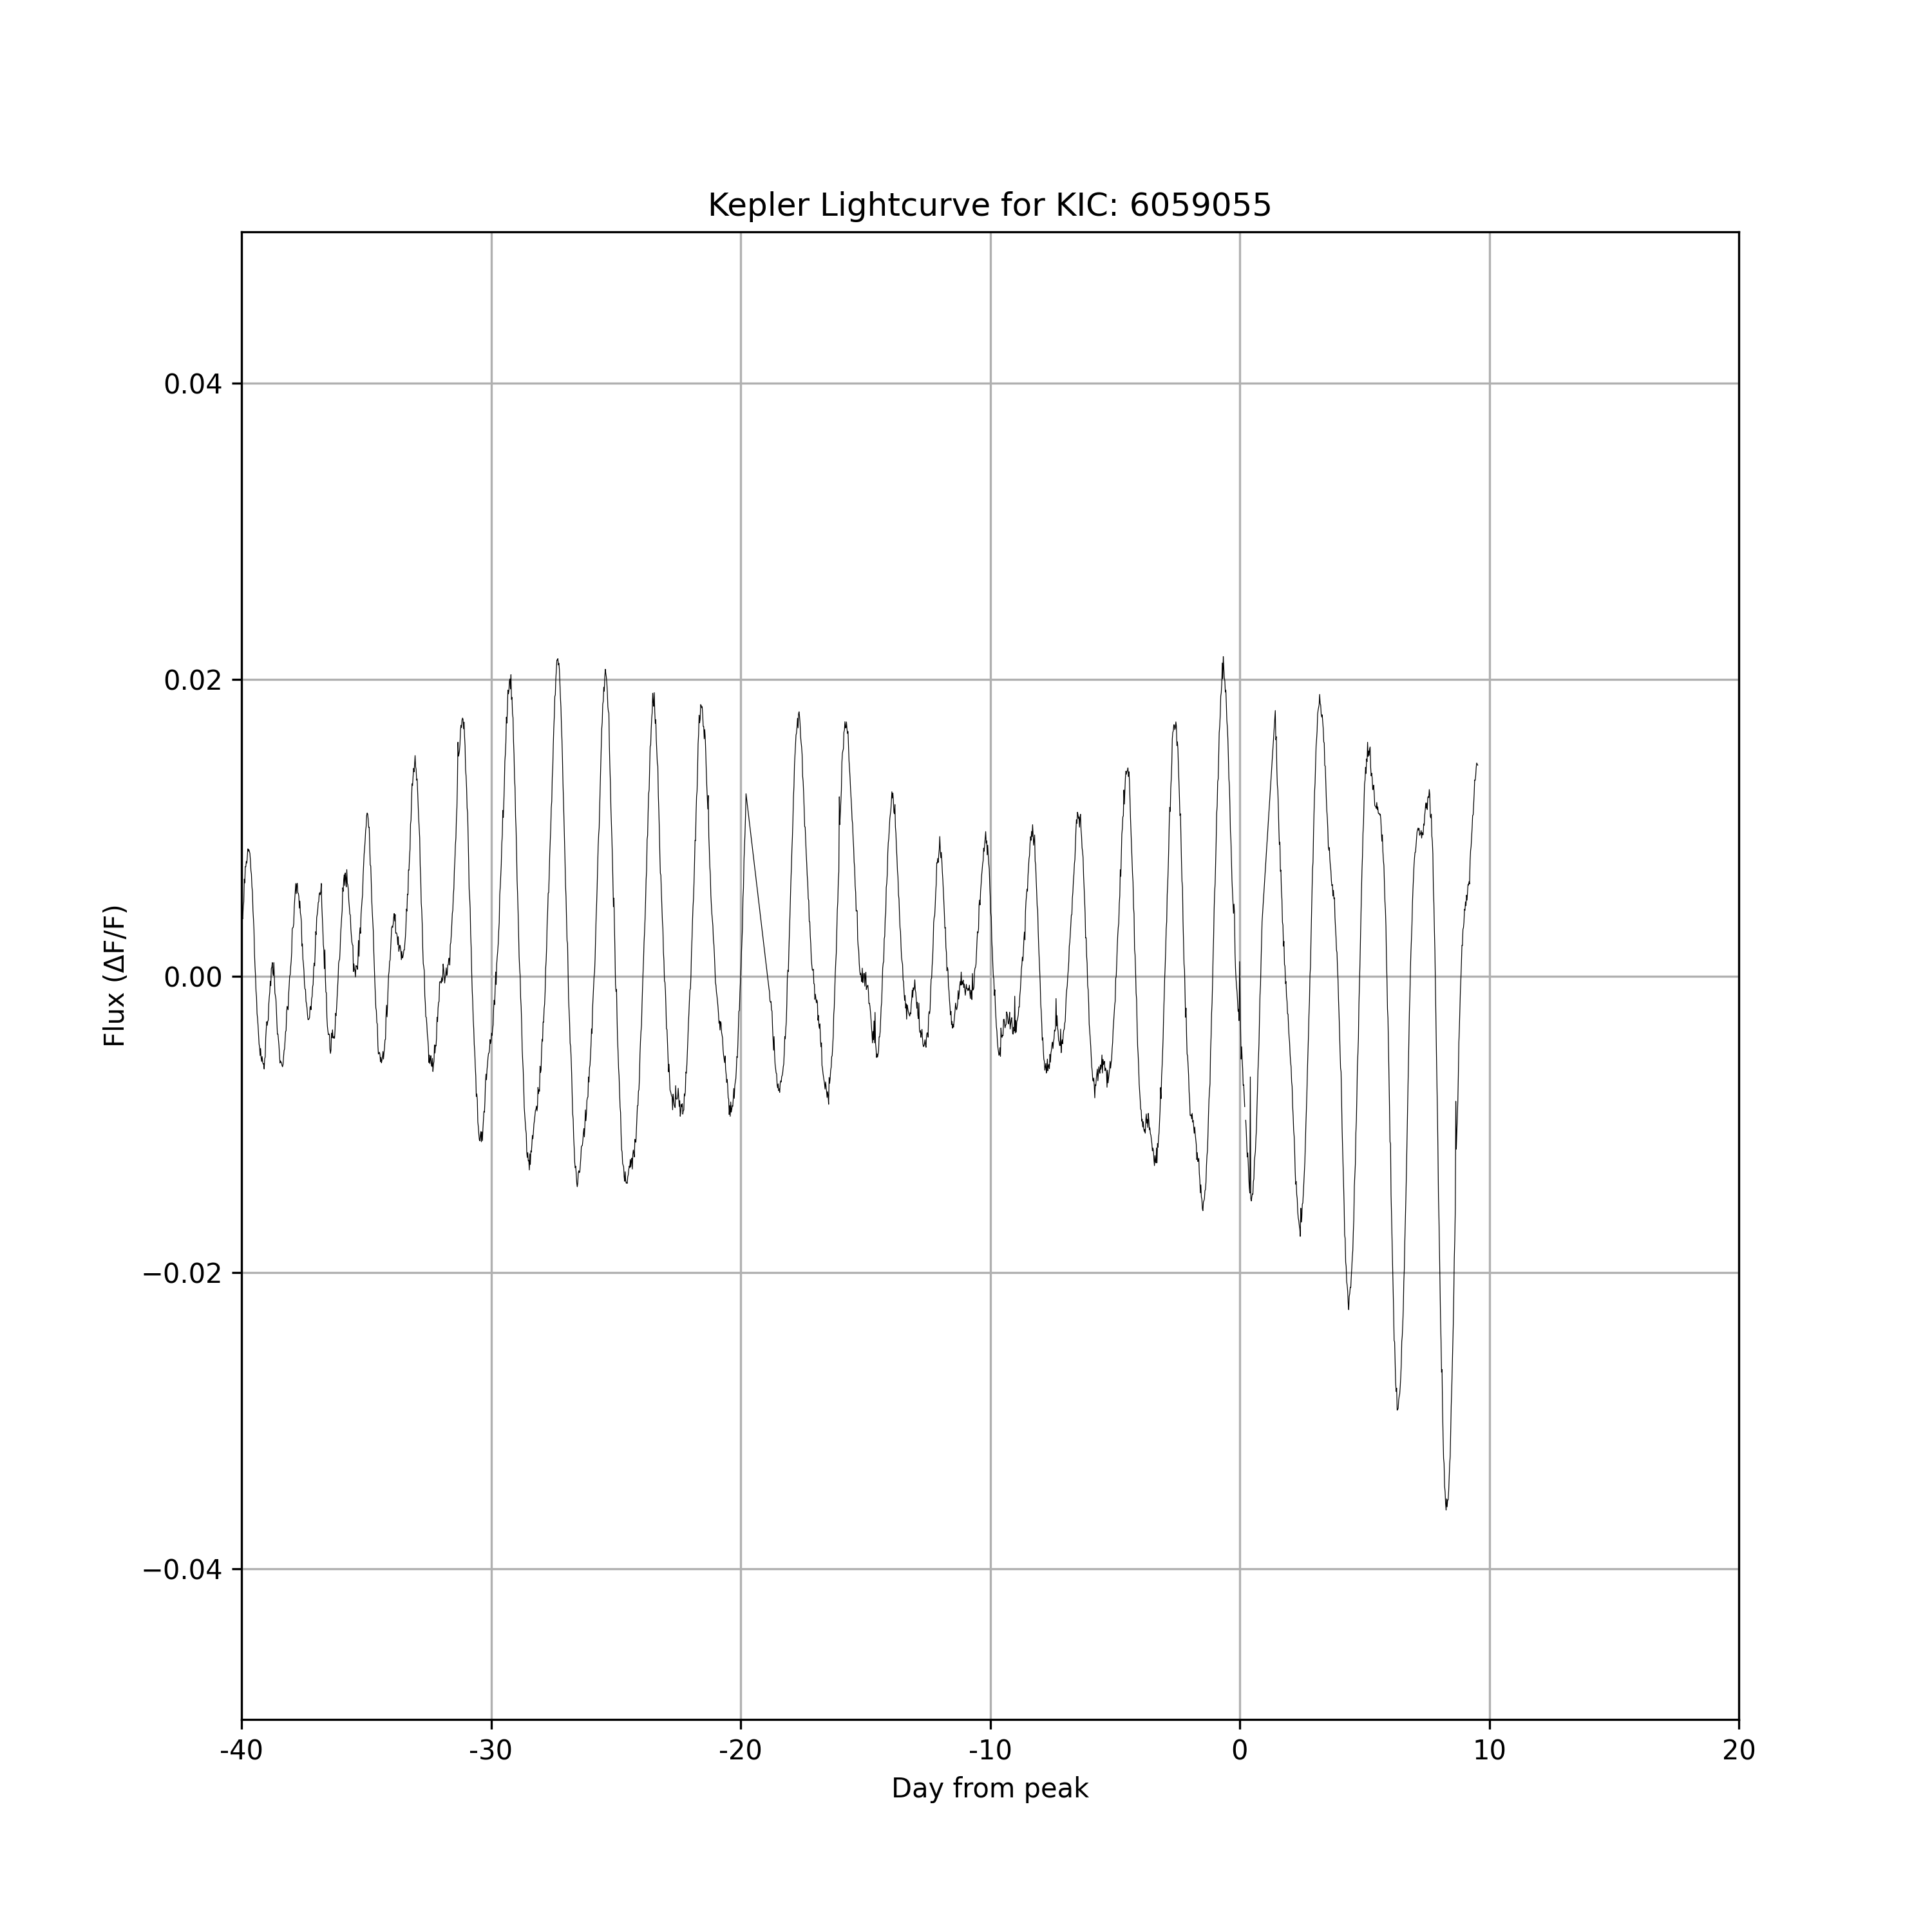 Kepler Lightcurve for KIC: 6059055
Flux (ΔF/F)
0.04
0.02
0.00
−0.02
−0.04
-40 -30 -20 -10 0 10 20
Day from peak